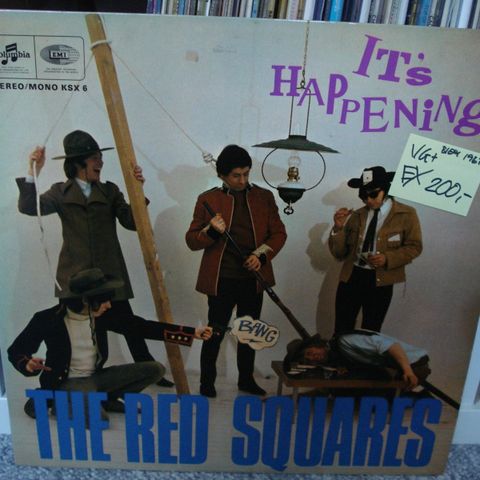 Columbia
EMI
STEREO/MONO KSX 6
IT'S
HAPPENING
VG+
EX 200,-
BANG
THE RED SQUARES